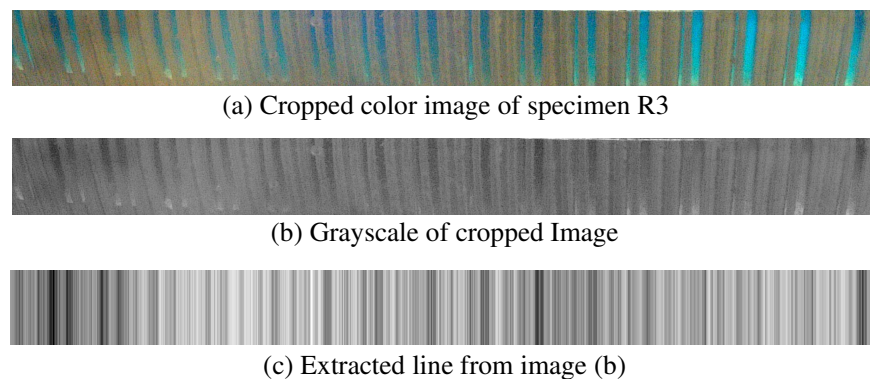 (a) Cropped color image of specimen R3
(b) Grayscale of cropped Image
(c) Extracted line from image (b)